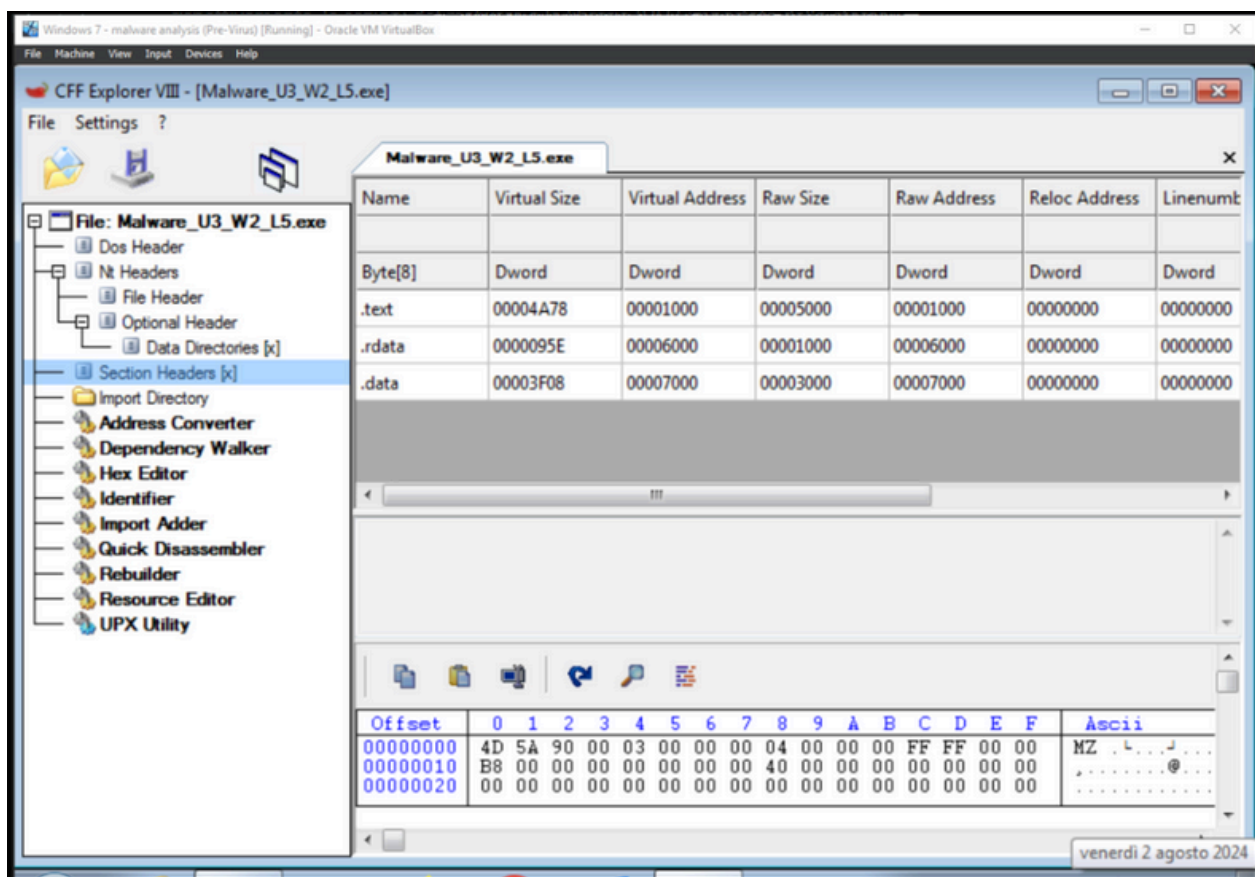 Windows 7 - malware analysis (Pre-Virus) [Running] - Oracle VM VirtualBox
File Machine View Input Devices Help
CFF Explorer VIII - [Malware_U3_W2_L5.exe]
File Settings ?
Malware_U3_W2_L5.exe
File: Malware_U3_W2_L5.exe
Dos Header
Nt Headers
File Header
Optional Header
Data Directories [x]
Section Headers [x]
Import Directory
Address Converter
Dependency Walker
Hex Editor
Identifier
Import Adder
Quick Disassembler
Rebuilder
Resource Editor
UPX Utility
Name Virtual Size Virtual Address Raw Size Raw Address Reloc Address Linenumb
Byte[8] Dword Dword Dword Dword Dword Dword
.text 00004A78 00001000 00005000 00001000 00000000 00000000
.rdata 0000095E 00006000 00001000 00006000 00000000 00000000
.data 00003F08 00007000 00003000 00007000 00000000 00000000
Offset 0 1 2 3 4 5 6 7 8 9 A B C D E F Ascii
00000000 4D 5A 90 00 03 00 00 00 04 00 00 00 FF FF 00 00 MZ
00000010 B8 00 00 00 00 00 00 00 40 00 00 00 00 00 00 00 ¸.......@...
00000020 00 00 00 00 00 00 00 00 00 00 00 00 00 00 00 00 ............
venerdì 2 agosto 2024